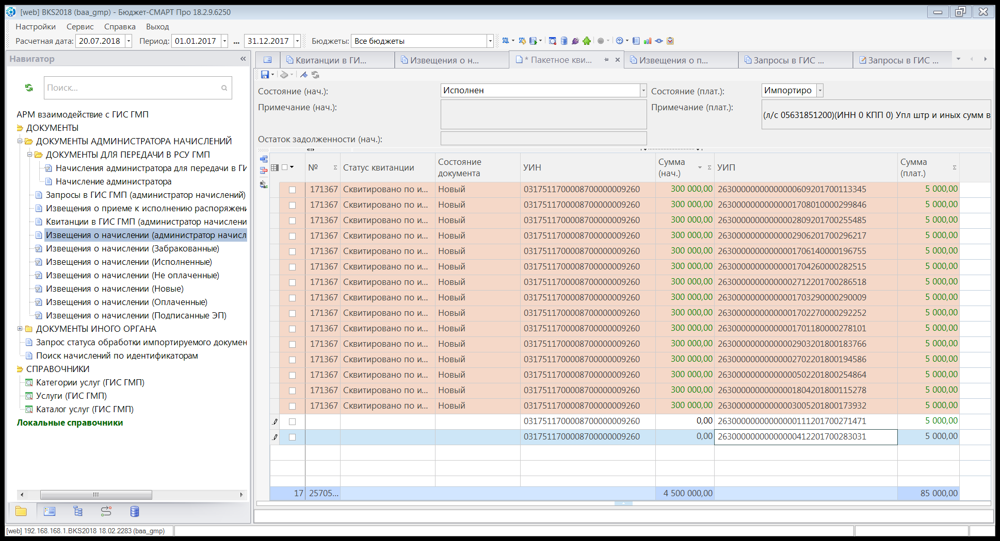 [web] BKS2018 (baa_gmp) - Бюджет-СМАРТ Про 18.2.9.6250
Настройки Сервис Справка Выход
Расчетная дата: 20.07.2018 Период: 01.01.2017 ... 31.12.2017 Бюджеты: Все бюджеты
Навигатор «
Поиск...
АРМ взаимодействие с ГИС ГМП
ДОКУМЕНТЫ
ДОКУМЕНТЫ АДМИНИСТРАТОРА НАЧИСЛЕНИЙ
ДОКУМЕНТЫ ДЛЯ ПЕРЕДАЧИ В РСУ ГМП
Начисления администратора для передачи в ГИ
Начисление администратора
Запросы в ГИС ГМП (администратор начислений)
Извещения о приеме к исполнению распоряжени
Квитанции в ГИС ГМП (администратор начислени
Извещения о начислении (администратор начисл
Извещения о начислении (Забракованные)
Извещения о начислении (Исполненные)
Извещения о начислении (Не оплаченные)
Извещения о начислении (Новые)
Извещения о начислении (Оплаченные)
Извещения о начислении (Подписанные ЭП)
ДОКУМЕНТЫ ИНОГО ОРГАНА
Запрос статуса обработки импортируемого докумен
Поиск начислений по идентификаторам
СПРАВОЧНИКИ
Категории услуг (ГИС ГМП)
Услуги (ГИС ГМП)
Каталог услуг (ГИС ГМП)
Локальные справочники
Квитанции в ГИ... Извещения о н... * Пакетное кви... Извещения о п... Запросы в ГИС ... Запросы в ГИС ...
Состояние (нач.): Исполнен Состояние (плат.): Импортиро
Примечание (нач.): Примечание (плат.): (л/с 05631851200)(ИНН 0 КПП 0) Упл штр и иных сумм в
Остаток задолженности (нач.):
№ Σ Статус квитанции Состояние документа УИН Сумма (нач.) Σ УИП Сумма (плат.) Σ
171367 Сквитировано по и... Новый 0317511700008700000009260 300 000,00 26300000000000000609201700113345 5 000,00
171367 Сквитировано по и... Новый 0317511700008700000009260 300 000,00 26300000000000001708010000299846 5 000,00
171367 Сквитировано по и... Новый 0317511700008700000009260 300 000,00 26300000000000002809201700255485 5 000,00
171367 Сквитировано по и... Новый 0317511700008700000009260 300 000,00 26300000000000002906201700296217 5 000,00
171367 Сквитировано по и... Новый 0317511700008700000009260 300 000,00 26300000000000001706140000196755 5 000,00
171367 Сквитировано по и... Новый 0317511700008700000009260 300 000,00 26300000000000001704260000282515 5 000,00
171367 Сквитировано по и... Новый 0317511700008700000009260 300 000,00 26300000000000002712201700286518 5 000,00
171367 Сквитировано по и... Новый 0317511700008700000009260 300 000,00 26300000000000001703290000290009 5 000,00
171367 Сквитировано по и... Новый 0317511700008700000009260 300 000,00 26300000000000001702270000292252 5 000,00
171367 Сквитировано по и... Новый 0317511700008700000009260 300 000,00 26300000000000001701180000278101 5 000,00
171367 Сквитировано по и... Новый 0317511700008700000009260 300 000,00 26300000000000002903201800183766 5 000,00
171367 Сквитировано по и... Новый 0317511700008700000009260 300 000,00 26300000000000002702201800194586 5 000,00
171367 Сквитировано по и... Новый 0317511700008700000009260 300 000,00 26300000000000000502201800254864 5 000,00
171367 Сквитировано по и... Новый 0317511700008700000009260 300 000,00 26300000000000001804201800115278 5 000,00
171367 Сквитировано по и... Новый 0317511700008700000009260 300 000,00 26300000000000003005201800173932 5 000,00
0317511700008700000009260 0,00 26300000000000000111201700271471 5 000,00
0317511700008700000009260 0,00 26300000000000000412201700283031 5 000,00
17 25705... 4 500 000,00 85 000,00
[web] 192.168.168.1.BKS2018 18.02.2283 (baa_gmp)